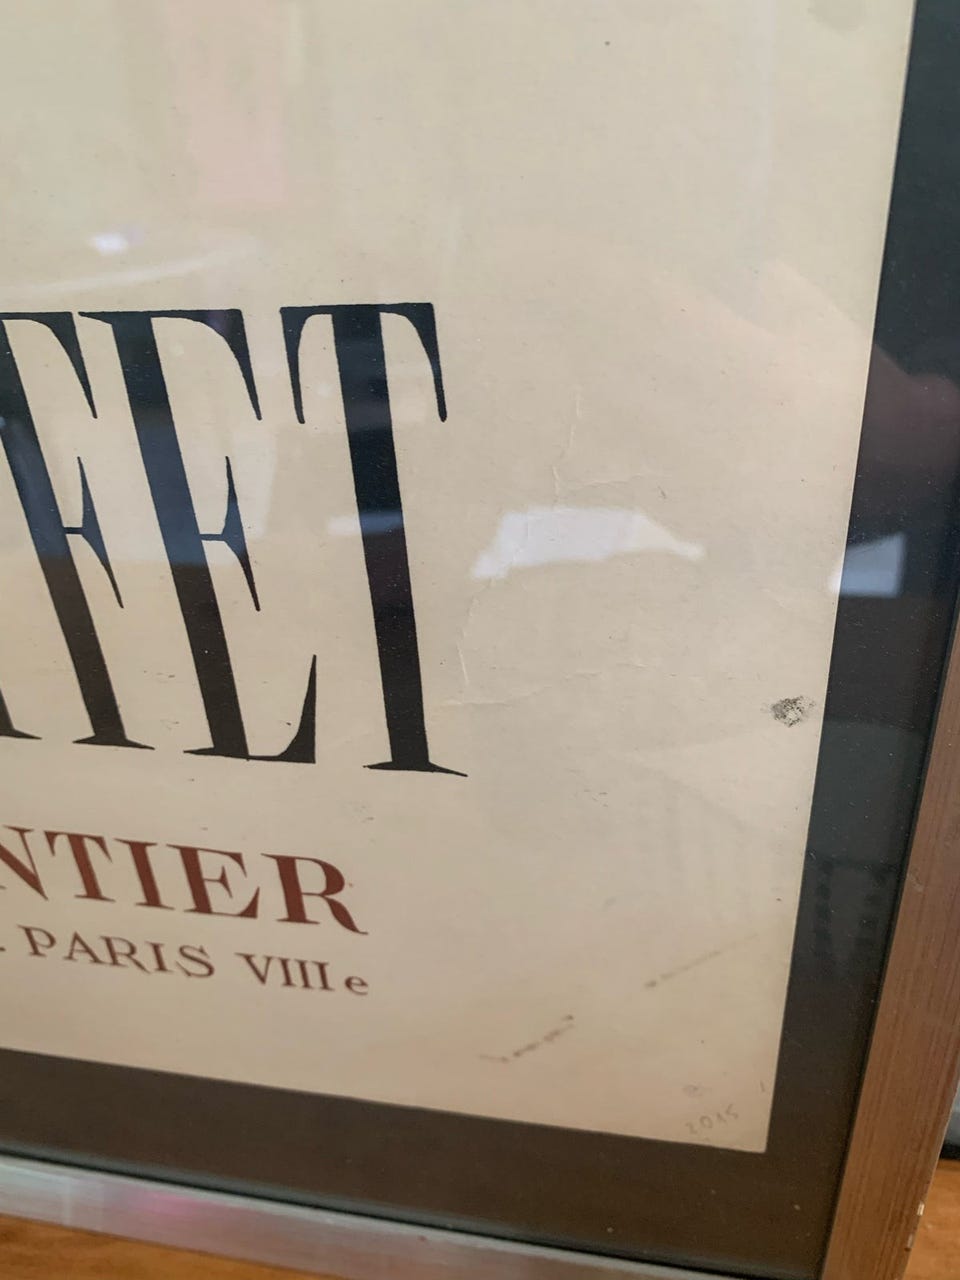 FFET
NTIER
. PARIS VIIIe
2015